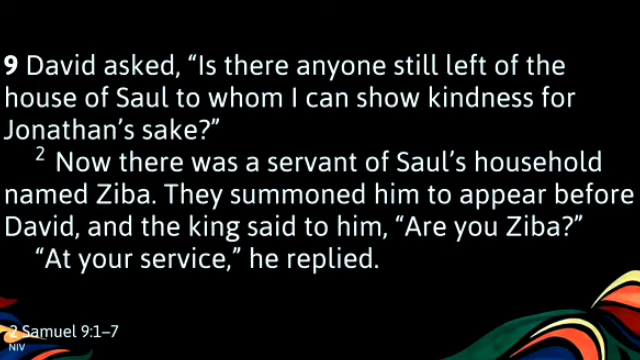 9 David asked, “Is there anyone still left of the
house of Saul to whom I can show kindness for
Jonathan’s sake?”
2 Now there was a servant of Saul’s household
named Ziba. They summoned him to appear before
David, and the king said to him, “Are you Ziba?”
“At your service,” he replied.
2 Samuel 9:1–7
NIV